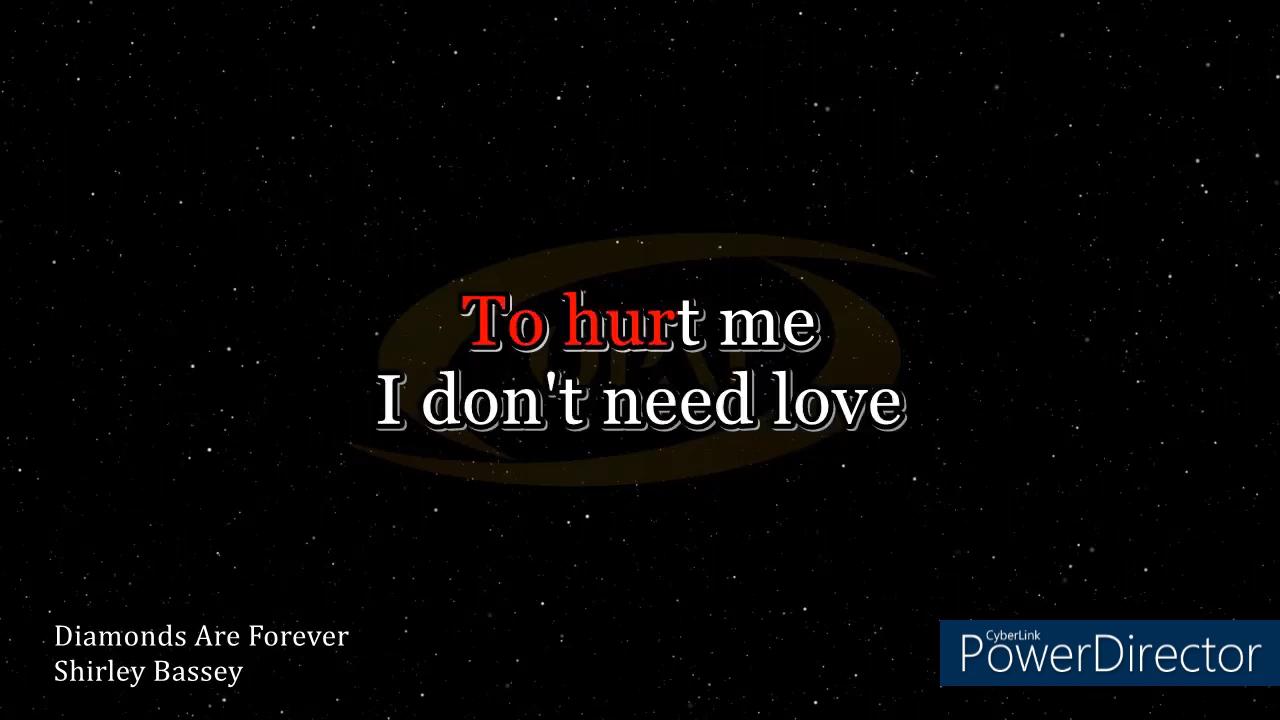 To hurt me
I don't need love
Diamonds Are Forever
Shirley Bassey
CyberLink
PowerDirector